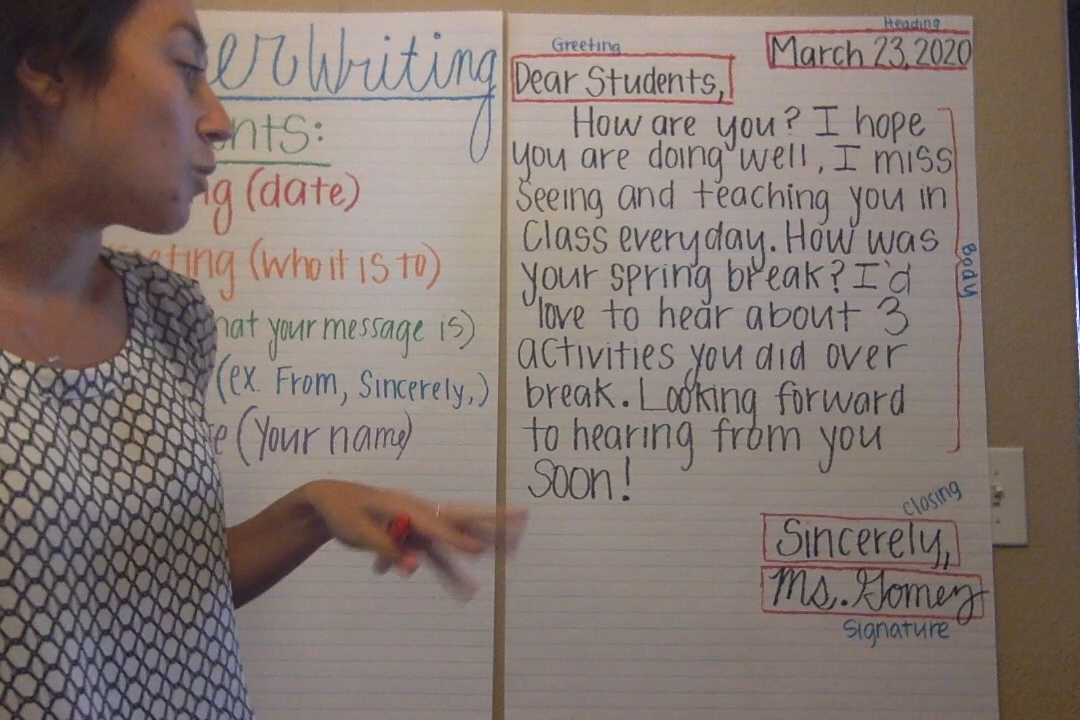 erWriting
ents:
ng (date)
eting (who it is to)
hat your message is)
(ex. From, Sincerely,)
e (Your name)
Heading
March 23, 2020
Greeting
Dear Students,
How are you? I hope
you are doing well, I miss
seeing and teaching you in
class everyday. How was
your spring break? I'd
love to hear about 3
activities you did over
break. Looking forward
to hearing from you
soon!
Body
closing
Sincerely,
Ms. Gomez
Signature